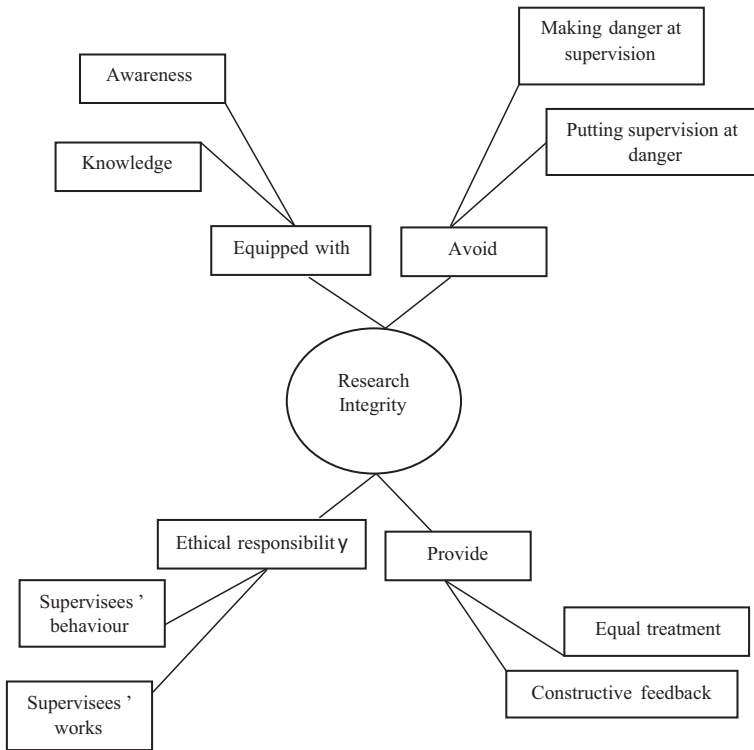 Making danger at
supervision
Awareness
Putting supervision at
danger
Knowledge
Equipped with
Avoid
Research
Integrity
Ethical responsibility
Provide
Supervisees’
behaviour
Equal treatment
Constructive feedback
Supervisees’
works